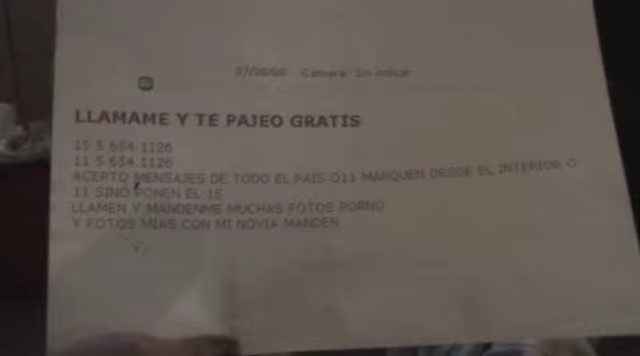 Camara: Sin indicar
LLAMAME Y TE PAJEO GRATIS
15 5 654 1126
11 5 654 1126
ACEPTO MENSAJES DE TODO EL PAIS 011 MARQUEN DESDE EL INTERIOR O
11 SINO PONEN EL 15
LLAMEN Y MANDENME MUCHAS FOTOS PORNO
Y FOTOS MIAS CON MI NOVIA MANDEN